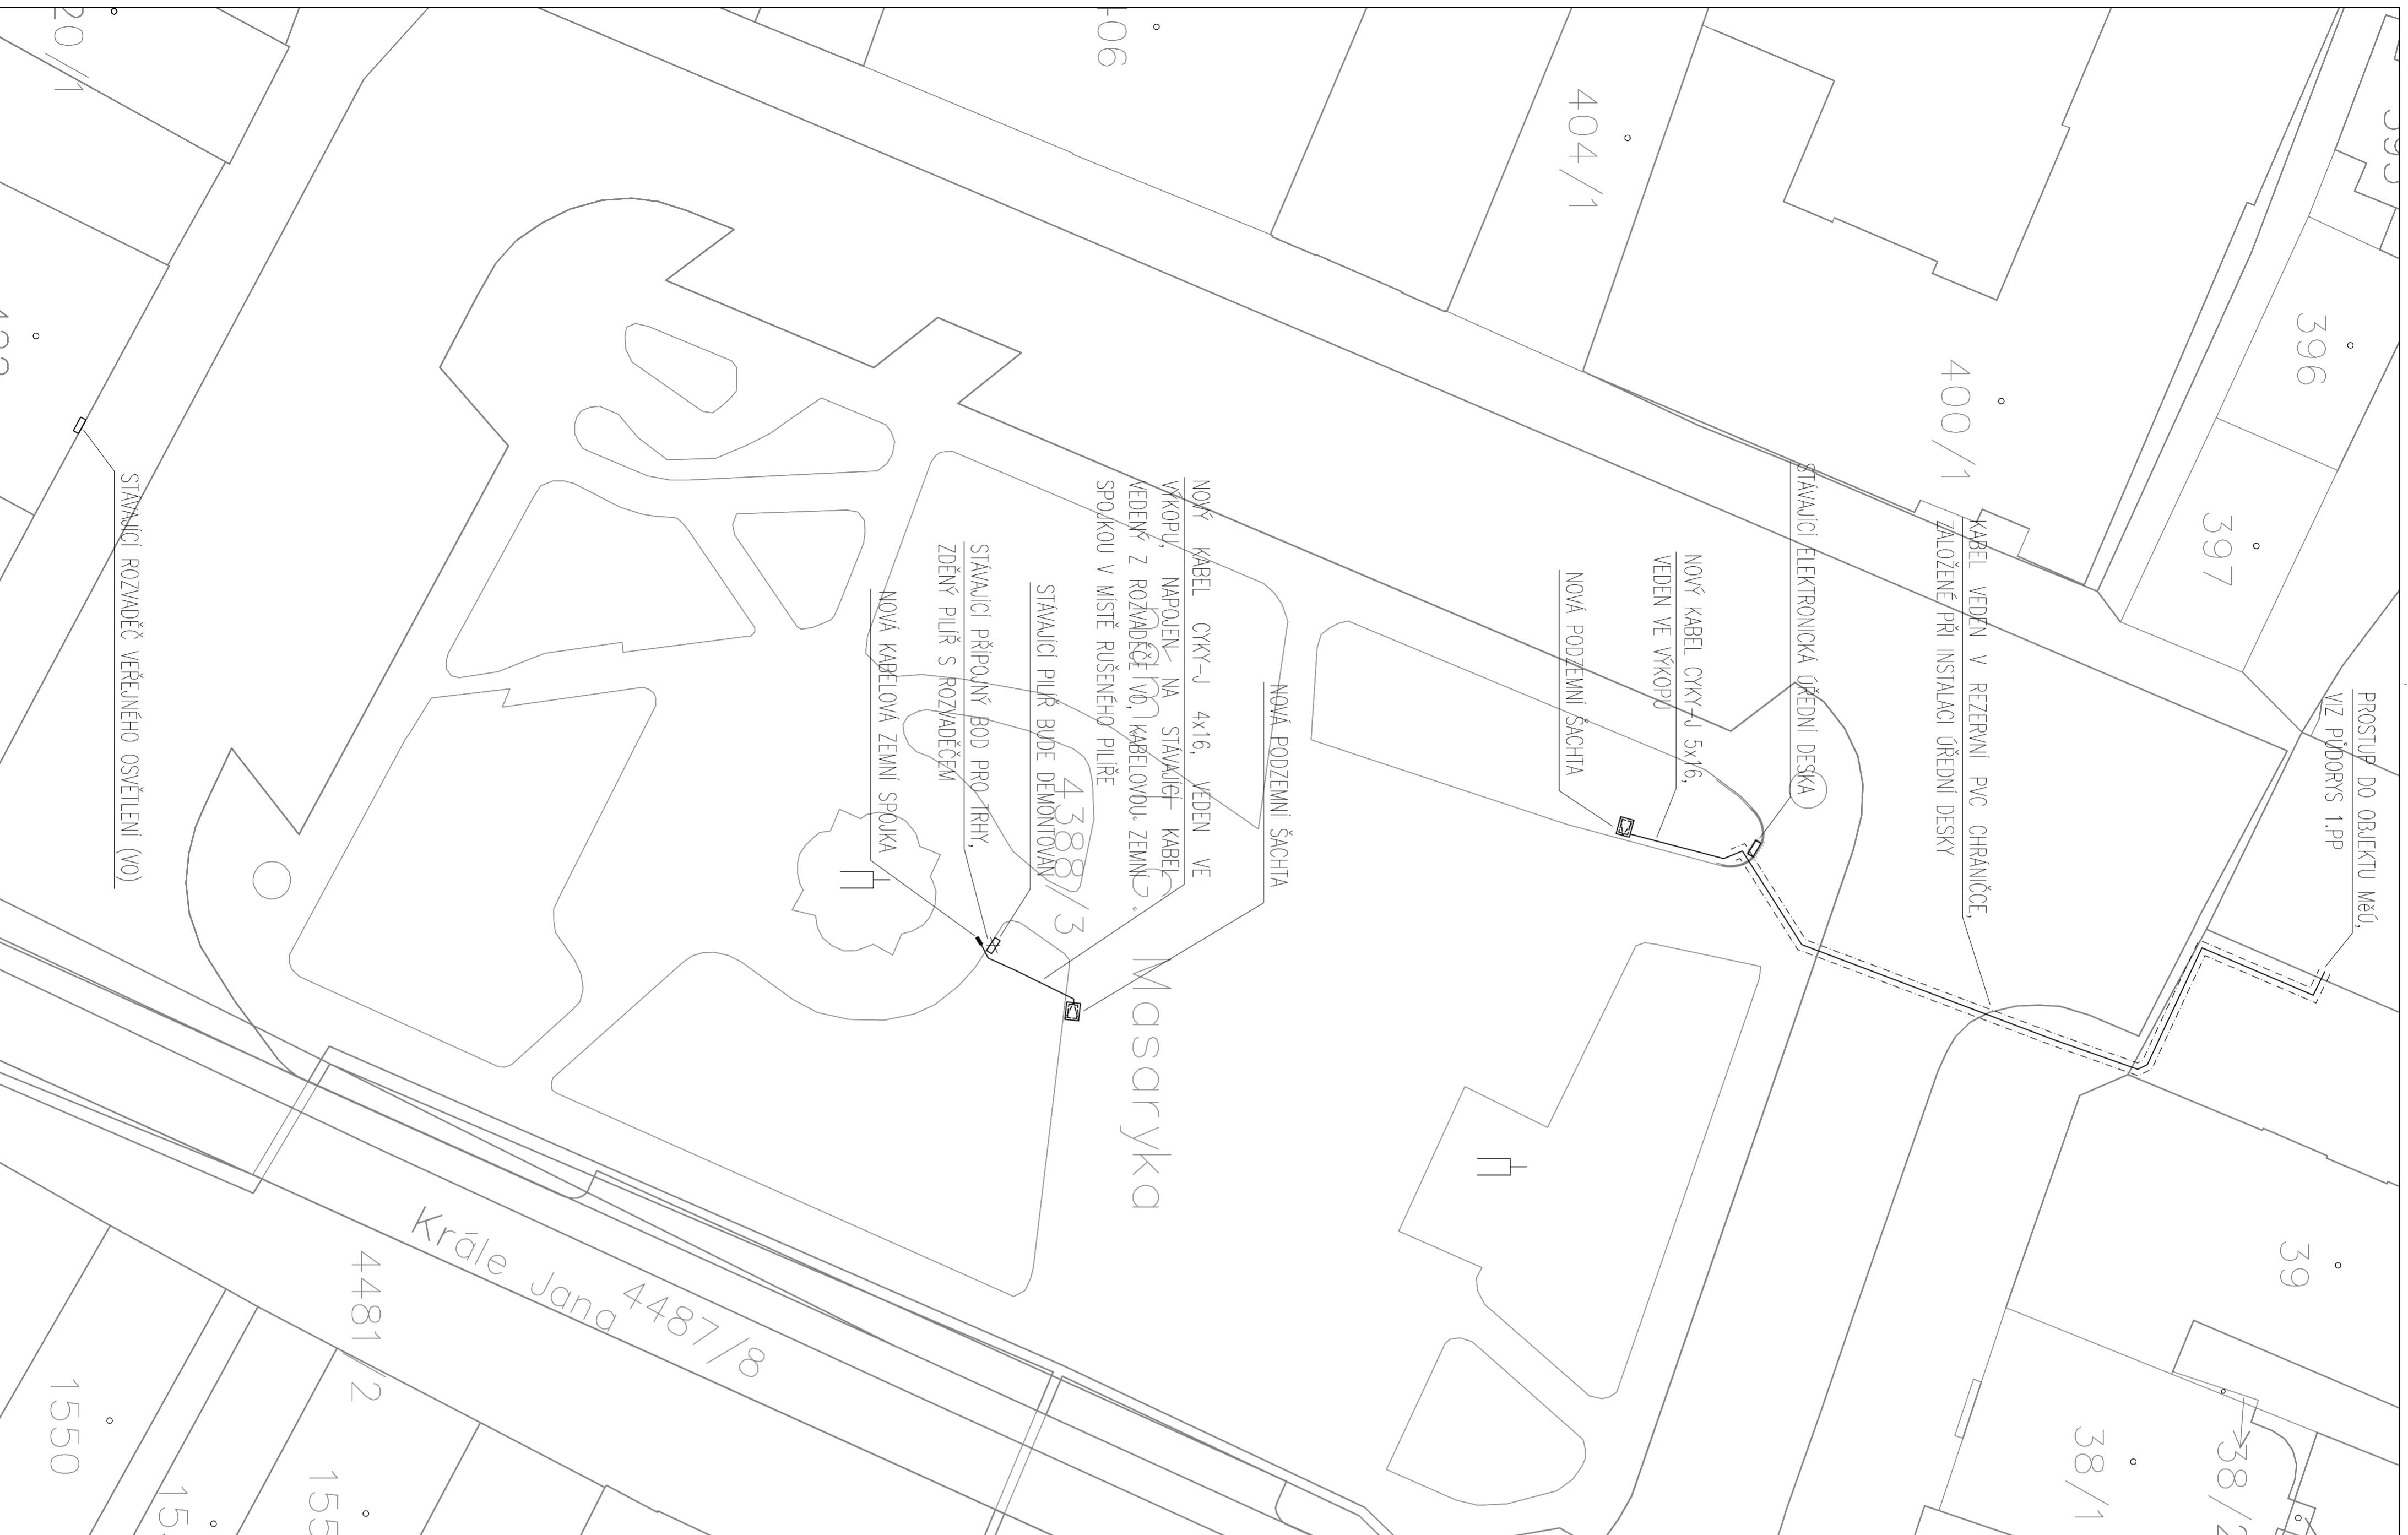 PROSTUP DO OBJEKTU MěÚ,
VIZ PŮDORYS 1.PP
KABEL VEDEN V REZERVNÍ PVC CHRÁNIČCE,
ZALOŽENÉ PŘI INSTALACI ÚŘEDNÍ DESKY
STÁVAJÍCÍ ELEKTRONICKÁ ÚŘEDNÍ DESKA
NOVÝ KABEL CYKY-J 5x16,
VEDEN VE VÝKOPU
NOVÁ PODZEMNÍ ŠACHTA
NOVÁ PODZEMNÍ ŠACHTA
NOVÝ KABEL CYKY-J 4x16, VEDEN VE
VÝKOPU, NAPOJEN NA STÁVAJÍCÍ KABEL
VEDENÝ Z ROZVADĚČE VO, KABELOVOU ZEMNÍ
SPOJKOU V MÍSTĚ RUŠENÉHO PILÍŘE
STÁVAJÍCÍ PILÍŘ BUDE DEMONTOVÁN
STÁVAJÍCÍ PŘÍPOJNÝ BOD PRO TRHY,
ZDĚNÝ PILÍŘ S ROZVADĚČEM
NOVÁ KABELOVÁ ZEMNÍ SPOJKA
STÁVAJÍCÍ ROZVADĚČ VEŘEJNÉHO OSVĚTLENÍ (VO)
396
397
400/1
404/1
406
4388/3
Masaryka
39
38/1
Krále Jana
4487/8
4481/2
1550